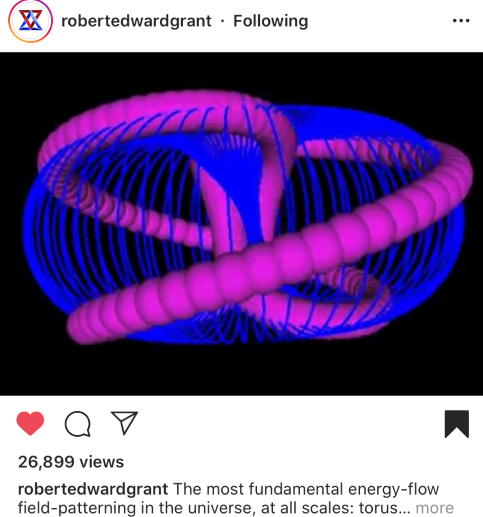 robertedwardgrant · Following
26,899 views
robertedwardgrant The most fundamental energy-flow
field-patterning in the universe, at all scales: torus... more